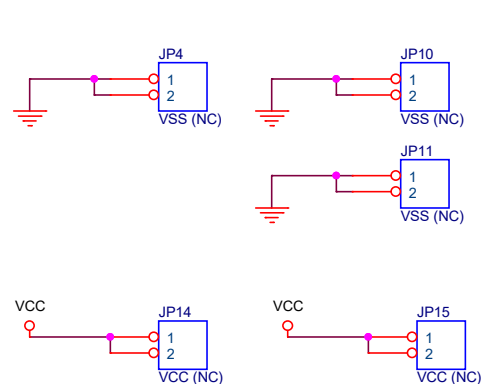 JP4
1
2
VSS (NC)
JP10
1
2
VSS (NC)
JP11
1
2
VSS (NC)
VCC
JP14
1
2
VCC (NC)
VCC
JP15
1
2
VCC (NC)